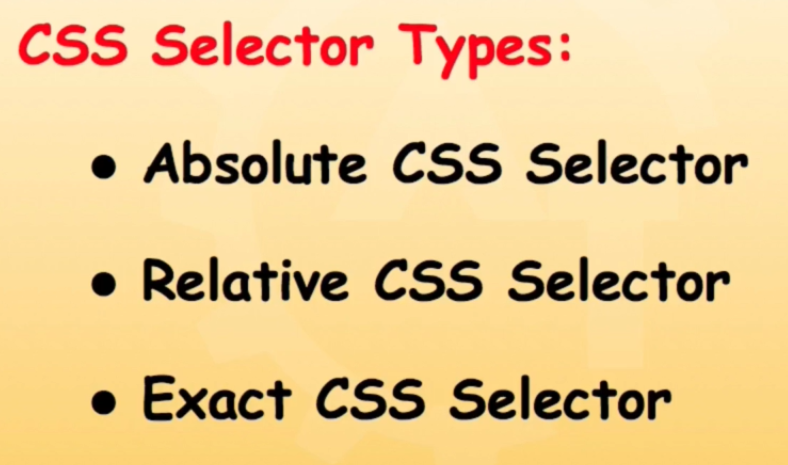 CSS Selector Types:
● Absolute CSS Selector
● Relative CSS Selector
● Exact CSS Selector